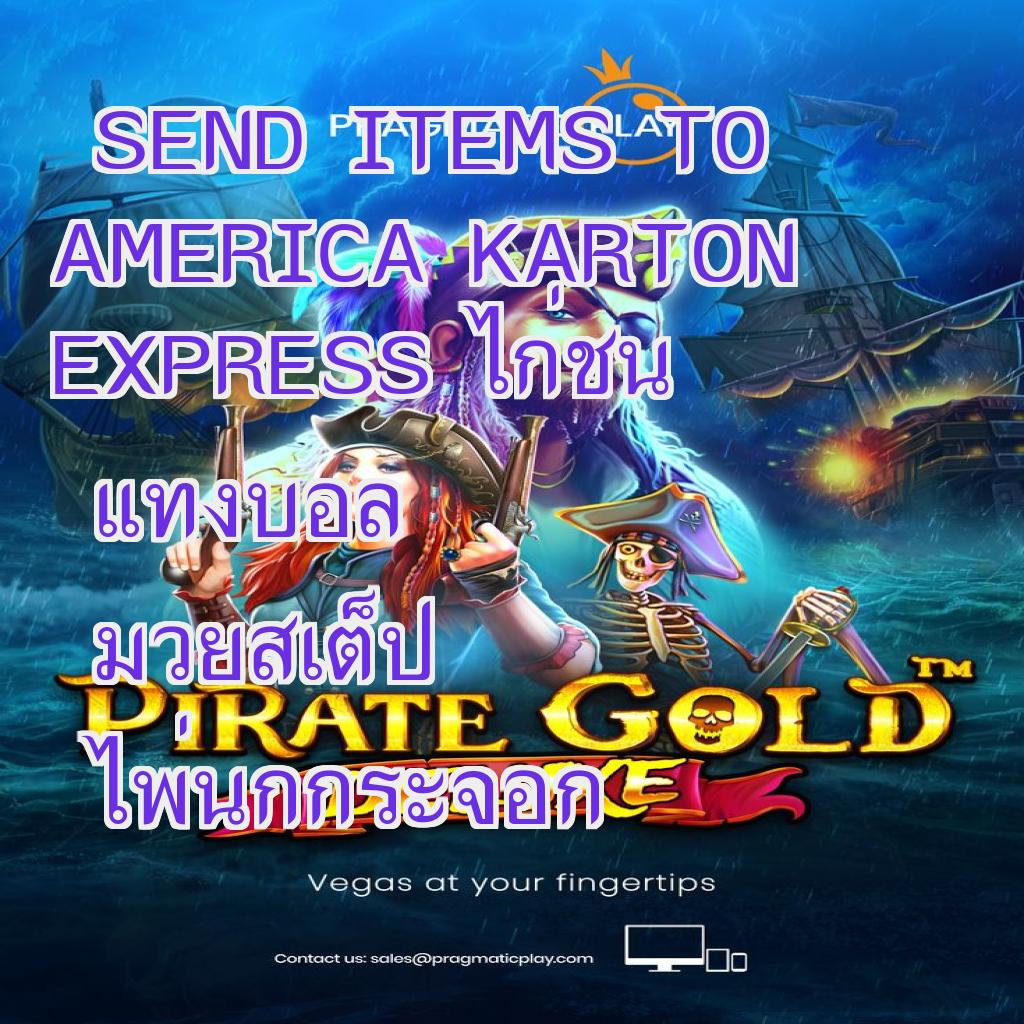 PRAGMATIC PLAY
SEND ITEMS TO
AMERICA KARTON
EXPRESS ไก่ชน
แทงบอล
มวยสเต็ป
ไพ่นกกระจอก
PIRATE GOLD™
Vegas at your fingertips
Contact us: sales@pragmaticplay.com